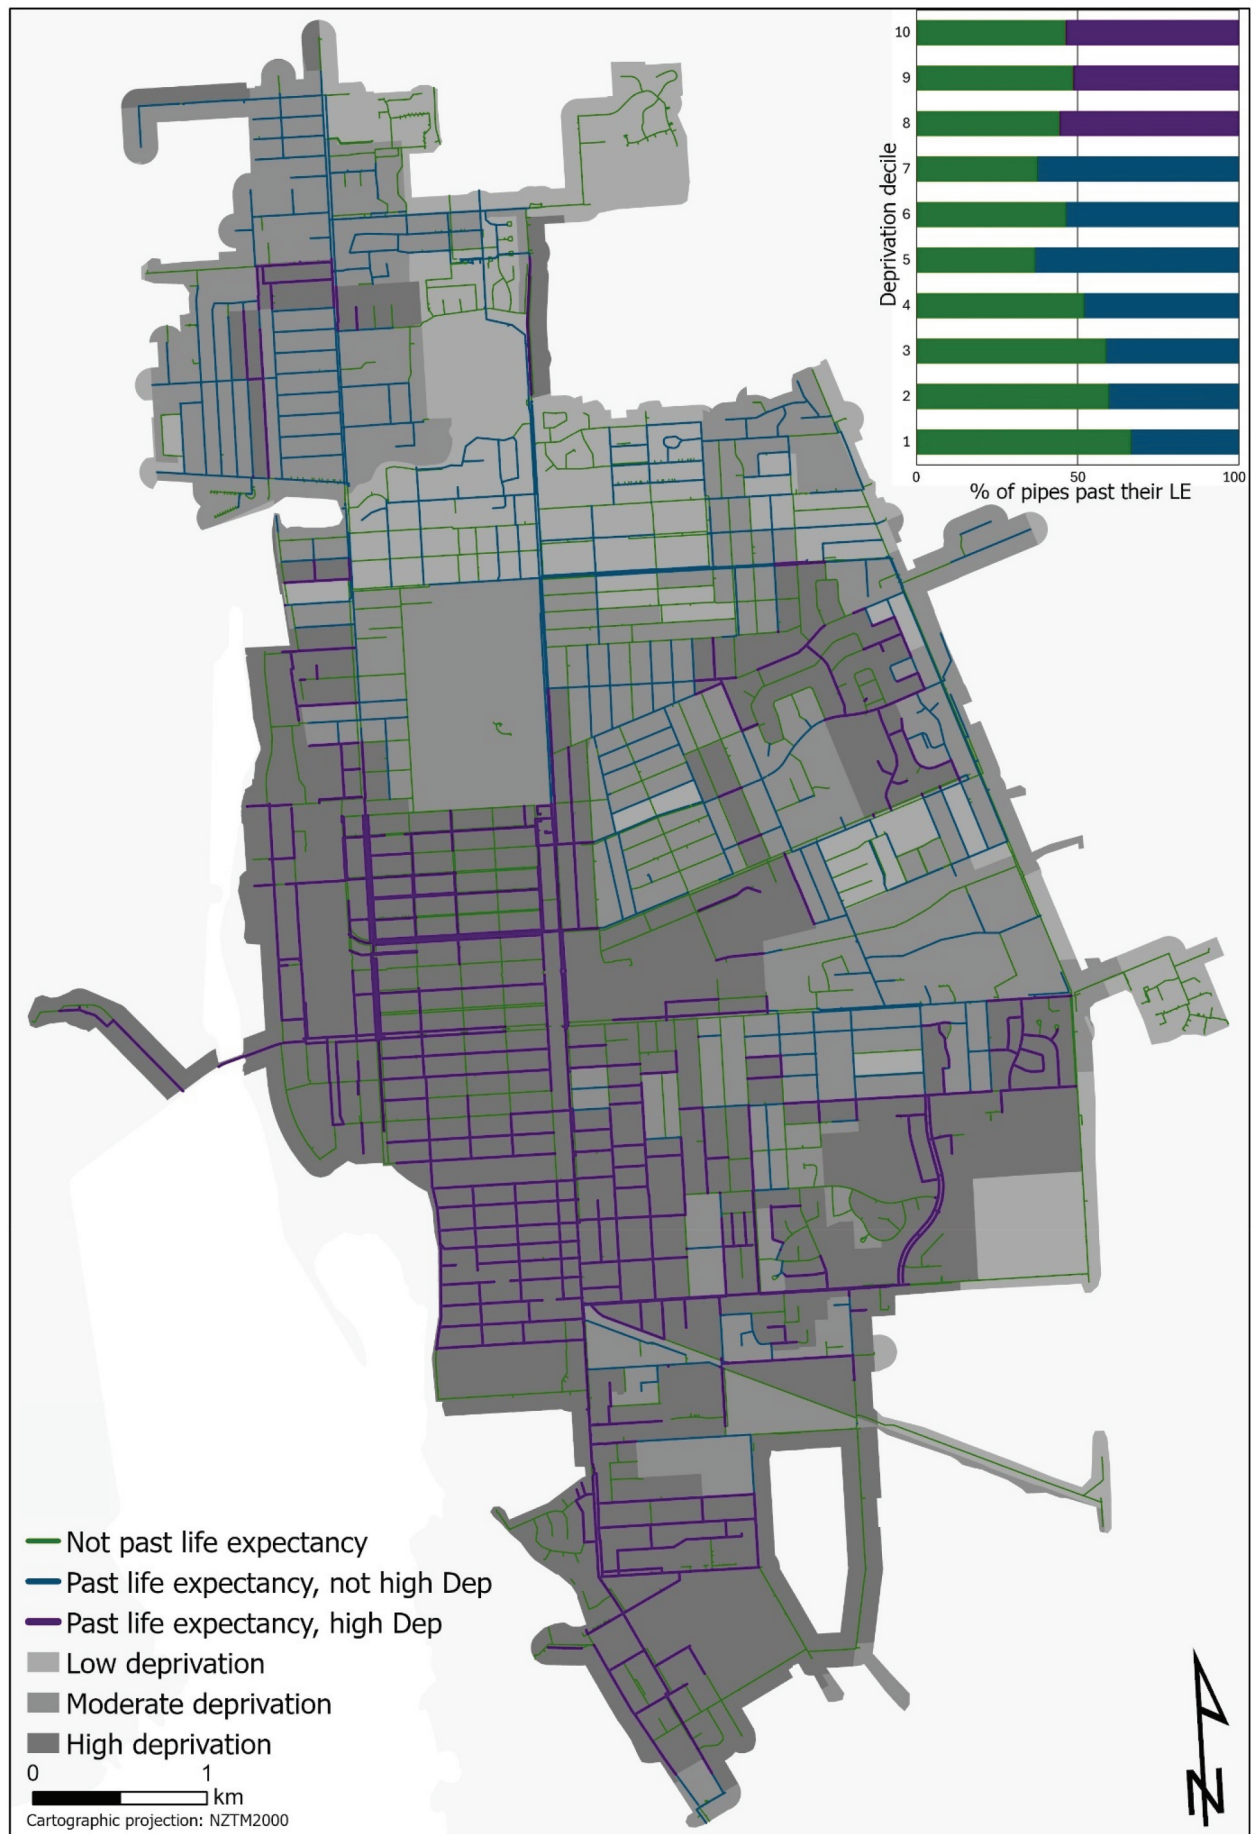 10
9
8
7
6
5
4
3
2
1
Deprivation decile
0 50 100
% of pipes past their LE
Not past life expectancy
Past life expectancy, not high Dep
Past life expectancy, high Dep
Low deprivation
Moderate deprivation
High deprivation
0 1
km
Cartographic projection: NZTM2000
N